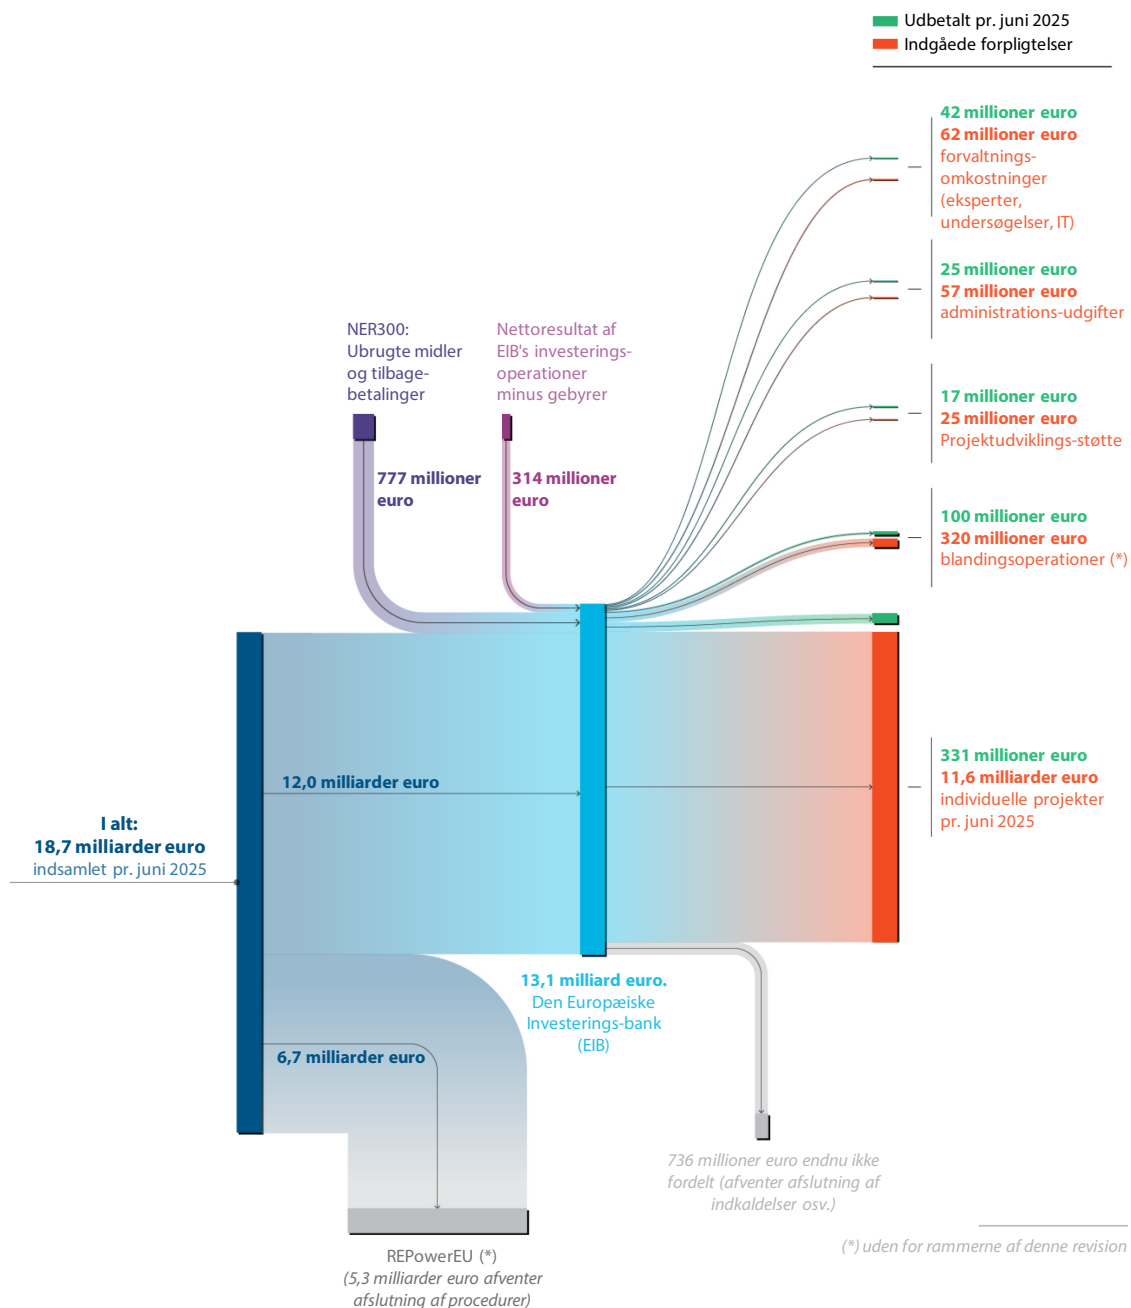 Udbetalt pr. juni 2025
Indgåede forpligtelser
42 millioner euro
62 millioner euro
forvaltnings-
omkostninger
(eksperter,
undersøgelser, IT)
25 millioner euro
57 millioner euro
administrations-udgifter
NER300:
Ubrugte midler
og tilbage-
betalinger
Nettoresultat af
EIB's investerings-
operationer
minus gebyrer
17 millioner euro
25 millioner euro
Projektudviklings-støtte
777 millioner
euro
314 millioner
euro
100 millioner euro
320 millioner euro
blandingsoperationer (*)
331 millioner euro
11,6 milliarder euro
individuelle projekter
pr. juni 2025
12,0 milliarder euro
I alt:
18,7 milliarder euro
indsamlet pr. juni 2025
13,1 milliard euro.
Den Europæiske
Investerings-bank
(EIB)
6,7 milliarder euro
736 millioner euro endnu ikke
fordelt (afventer afslutning af
indkaldelser osv.)
(*) uden for rammerne af denne revision
REPowerEU (*)
(5,3 milliarder euro afventer
afslutning af procedurer)